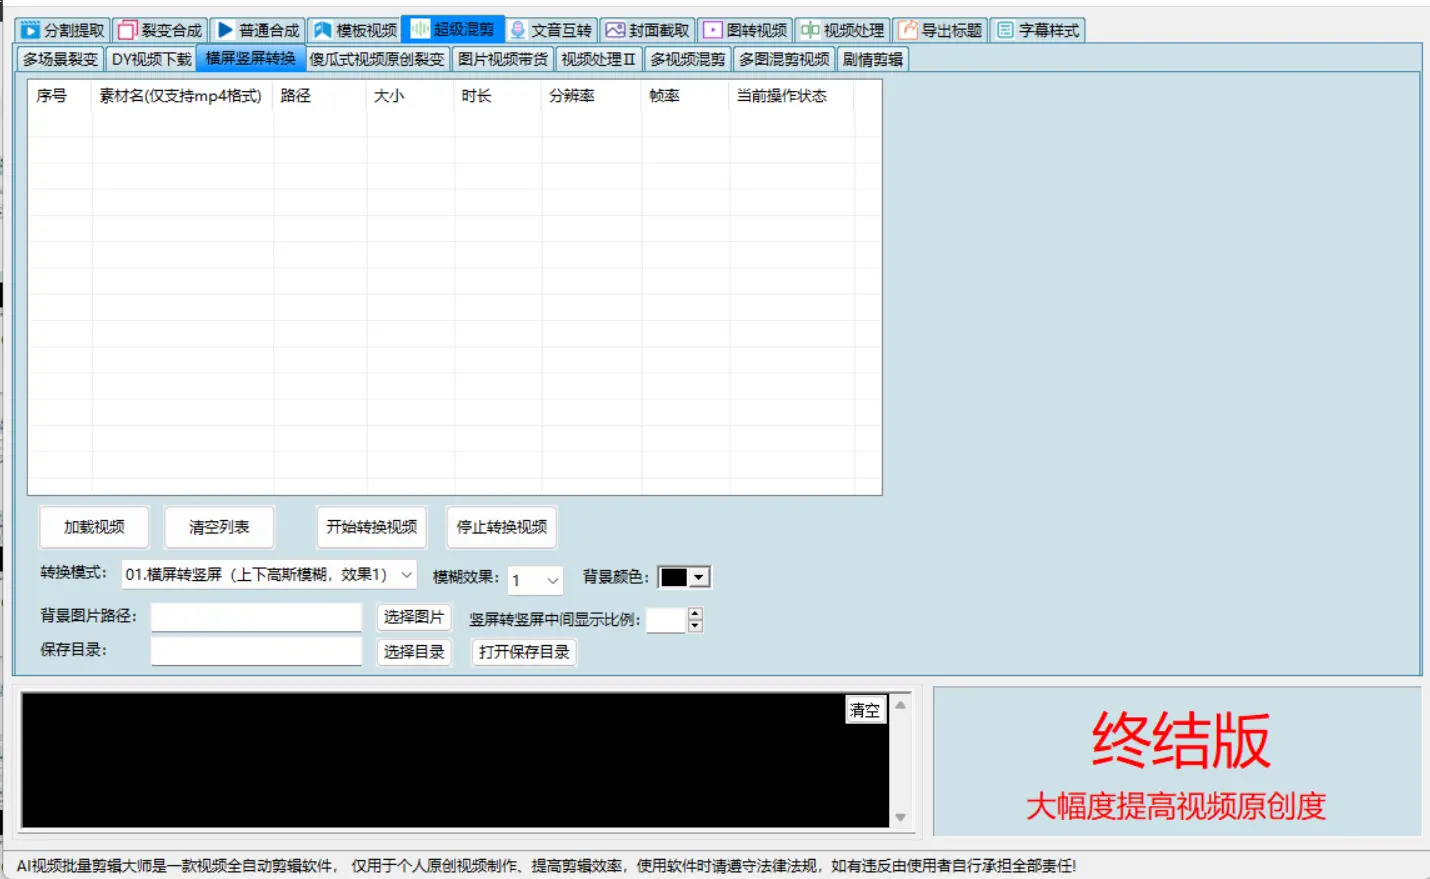 分割提取 裂变合成 普通合成 模板视频 超级混剪 文音互转 封面截取 图转视频 视频处理 导出标题 字幕样式
多场景裂变 DY视频下载 横屏竖屏转换 傻瓜式视频原创裂变 图片视频带货 视频处理II 多视频混剪 多图混剪视频 剧情剪辑
序号 素材名(仅支持mp4格式) 路径 大小 时长 分辨率 帧率 当前操作状态
加载视频 清空列表 开始转换视频 停止转换视频
转换模式： 01.横屏转竖屏（上下高斯模糊，效果1） 模糊效果： 1 背景颜色：
背景图片路径： 选择图片 竖屏转竖屏中间显示比例：
保存目录： 选择目录 打开保存目录
清空
终结版
大幅度提高视频原创度
AI视频批量剪辑大师是一款视频全自动剪辑软件， 仅用于个人原创视频制作、提高剪辑效率，使用软件时请遵守法律法规，如有违反由使用者自行承担全部责任!